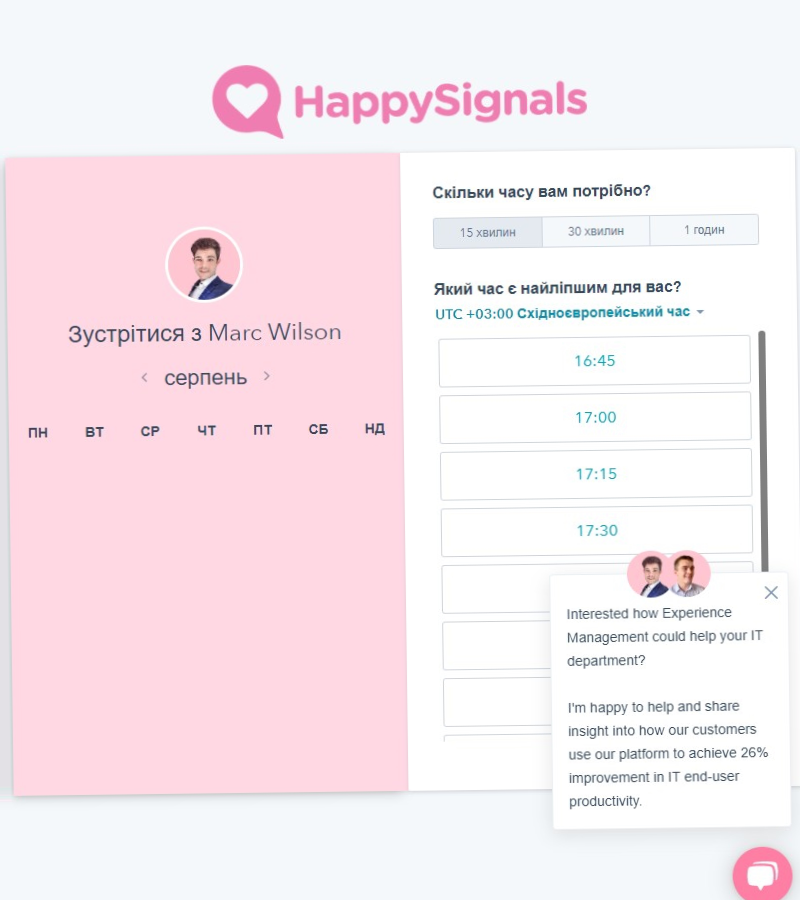 HappySignals
Зустрітися з Marc Wilson
серпень
ПН ВТ СР ЧТ ПТ СБ НД
Скільки часу вам потрібно?
15 хвилин 30 хвилин 1 годин
Який час є найліпшим для вас?
UTC +03:00 Східноєвропейський час
16:45
17:00
17:15
17:30
Interested how Experience
Management could help your IT
department?
I'm happy to help and share
insight into how our customers
use our platform to achieve 26%
improvement in IT end-user
productivity.